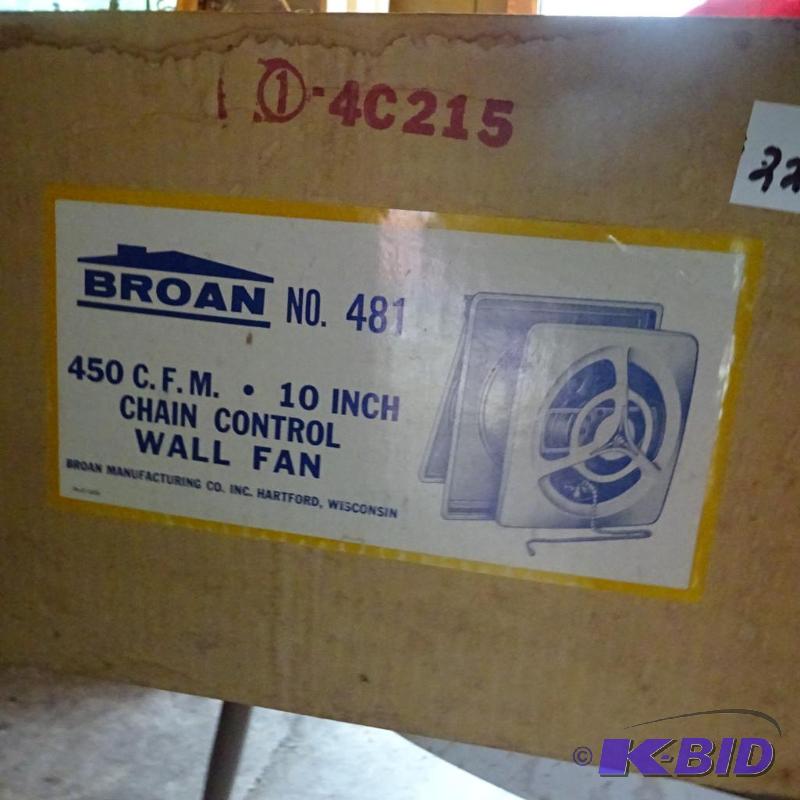 1-4C215
BROAN NO. 481
450 C.F.M. • 10 INCH
CHAIN CONTROL
WALL FAN
BROAN MANUFACTURING CO. INC. HARTFORD, WISCONSIN
© K-BID